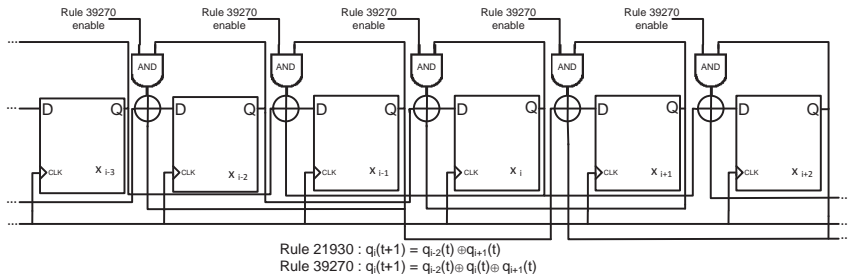 Rule 39270 enable
Rule 39270 enable
Rule 39270 enable
Rule 39270 enable
Rule 39270 enable
AND AND AND AND AND
D Q D Q D Q D Q D Q D Q
CLK x i-3 CLK x i-2 CLK x i-1 CLK x i CLK x i+1 CLK x i+2
Rule 21930 : qi(t+1) = qi-2(t) ⊕qi+1(t)
Rule 39270 : qi(t+1) = qi-2(t)⊕ qi(t)⊕ qi+1(t)